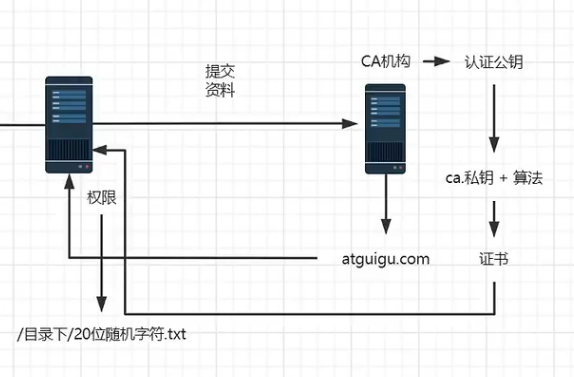 CA机构
认证公钥
提交
资料
ca.私钥 + 算法
权限
atguigu.com
证书
/目录下/20位随机字符.txt